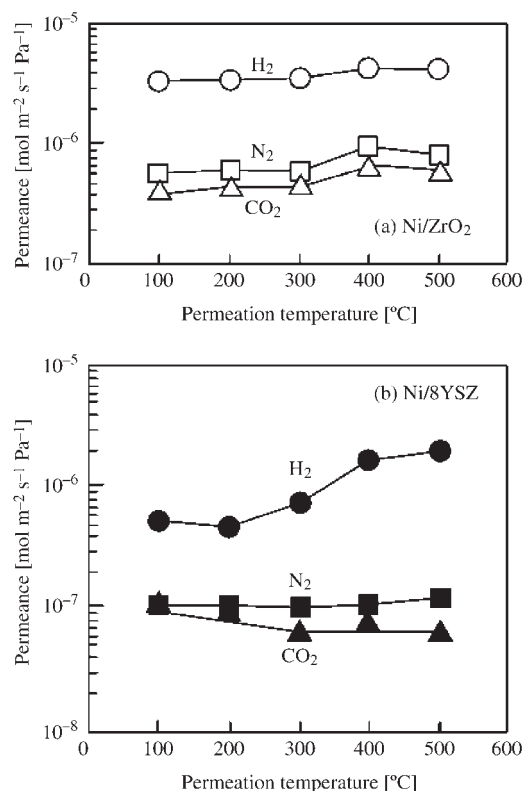 10⁻⁵
H₂
10⁻⁶
N₂
CO₂
(a) Ni/ZrO₂
10⁻⁷
0 100 200 300 400 500 600
Permeance [mol m⁻² s⁻¹ Pa⁻¹]
Permeation temperature [°C]
10⁻⁵
(b) Ni/8YSZ
H₂
10⁻⁶
N₂
10⁻⁷
CO₂
10⁻⁸
0 100 200 300 400 500 600
Permeance [mol m⁻² s⁻¹ Pa⁻¹]
Permeation temperature [°C]